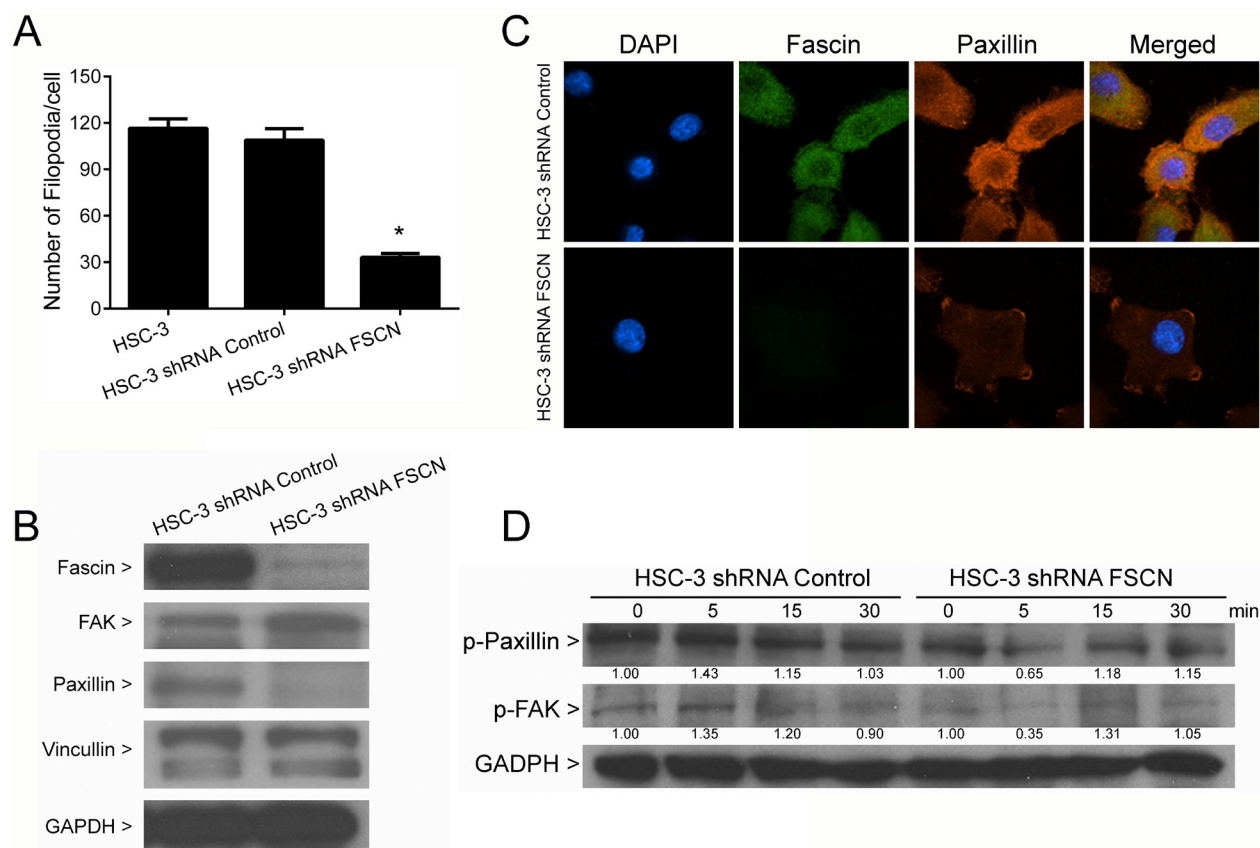 A
Number of Filopodia/cell
150
120
90
60
30
0
*
HSC-3
HSC-3 shRNA Control
HSC-3 shRNA FSCN
C
DAPI Fascin Paxillin Merged
HSC-3 shRNA Control
HSC-3 shRNA FSCN
B
HSC-3 shRNA Control
HSC-3 shRNA FSCN
Fascin >
FAK >
Paxillin >
Vincullin >
GAPDH >
D
HSC-3 shRNA Control HSC-3 shRNA FSCN
0 5 15 30 0 5 15 30 min
p-Paxillin >
1.00 1.43 1.15 1.03 1.00 0.65 1.18 1.15
p-FAK >
1.00 1.35 1.20 0.90 1.00 0.35 1.31 1.05
GADPH >